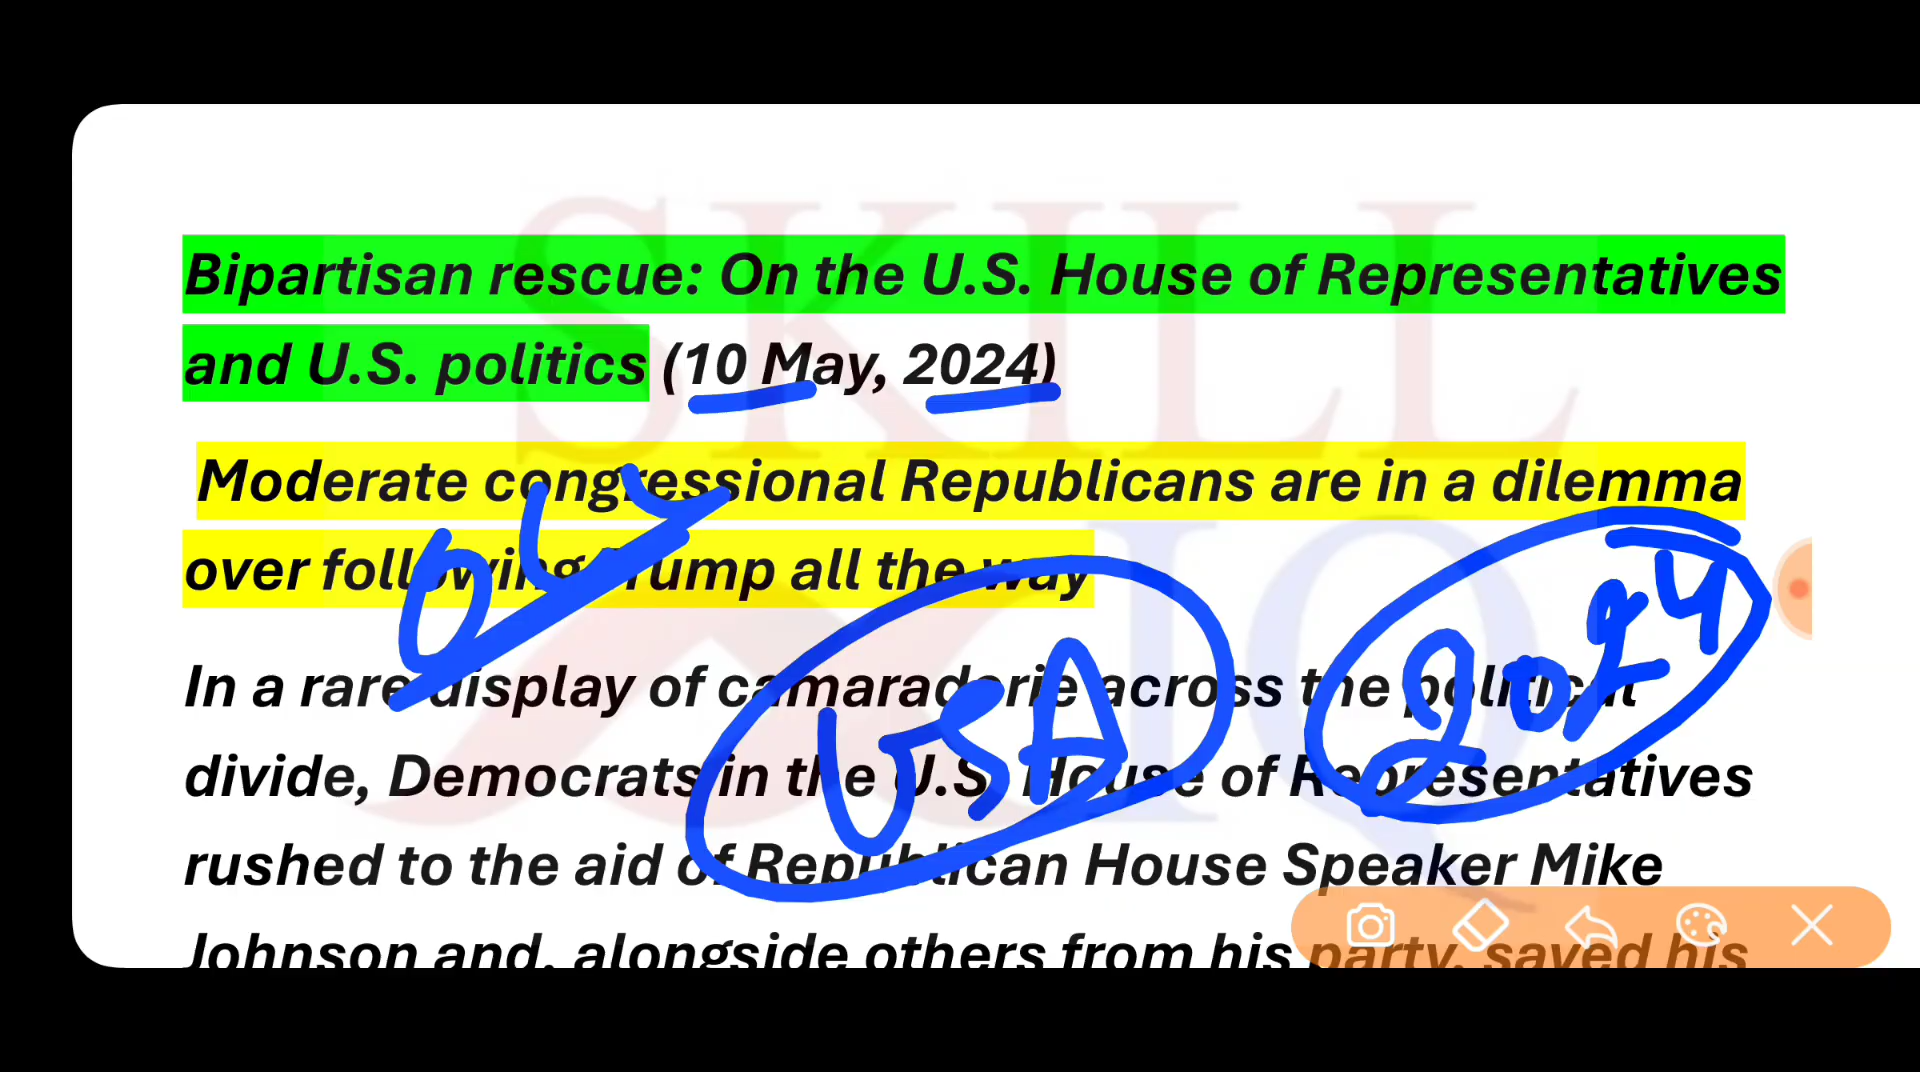 Bipartisan rescue: On the U.S. House of Representatives
and U.S. politics (10 May, 2024)
Moderate congressional Republicans are in a dilemma
over following Trump all the way
In a rare display of camaraderie across the political
divide, Democrats in the U.S. House of Representatives
rushed to the aid of Republican House Speaker Mike
Johnson and, alongside others from his party, saved his
USA
2024
SKILL
IQ